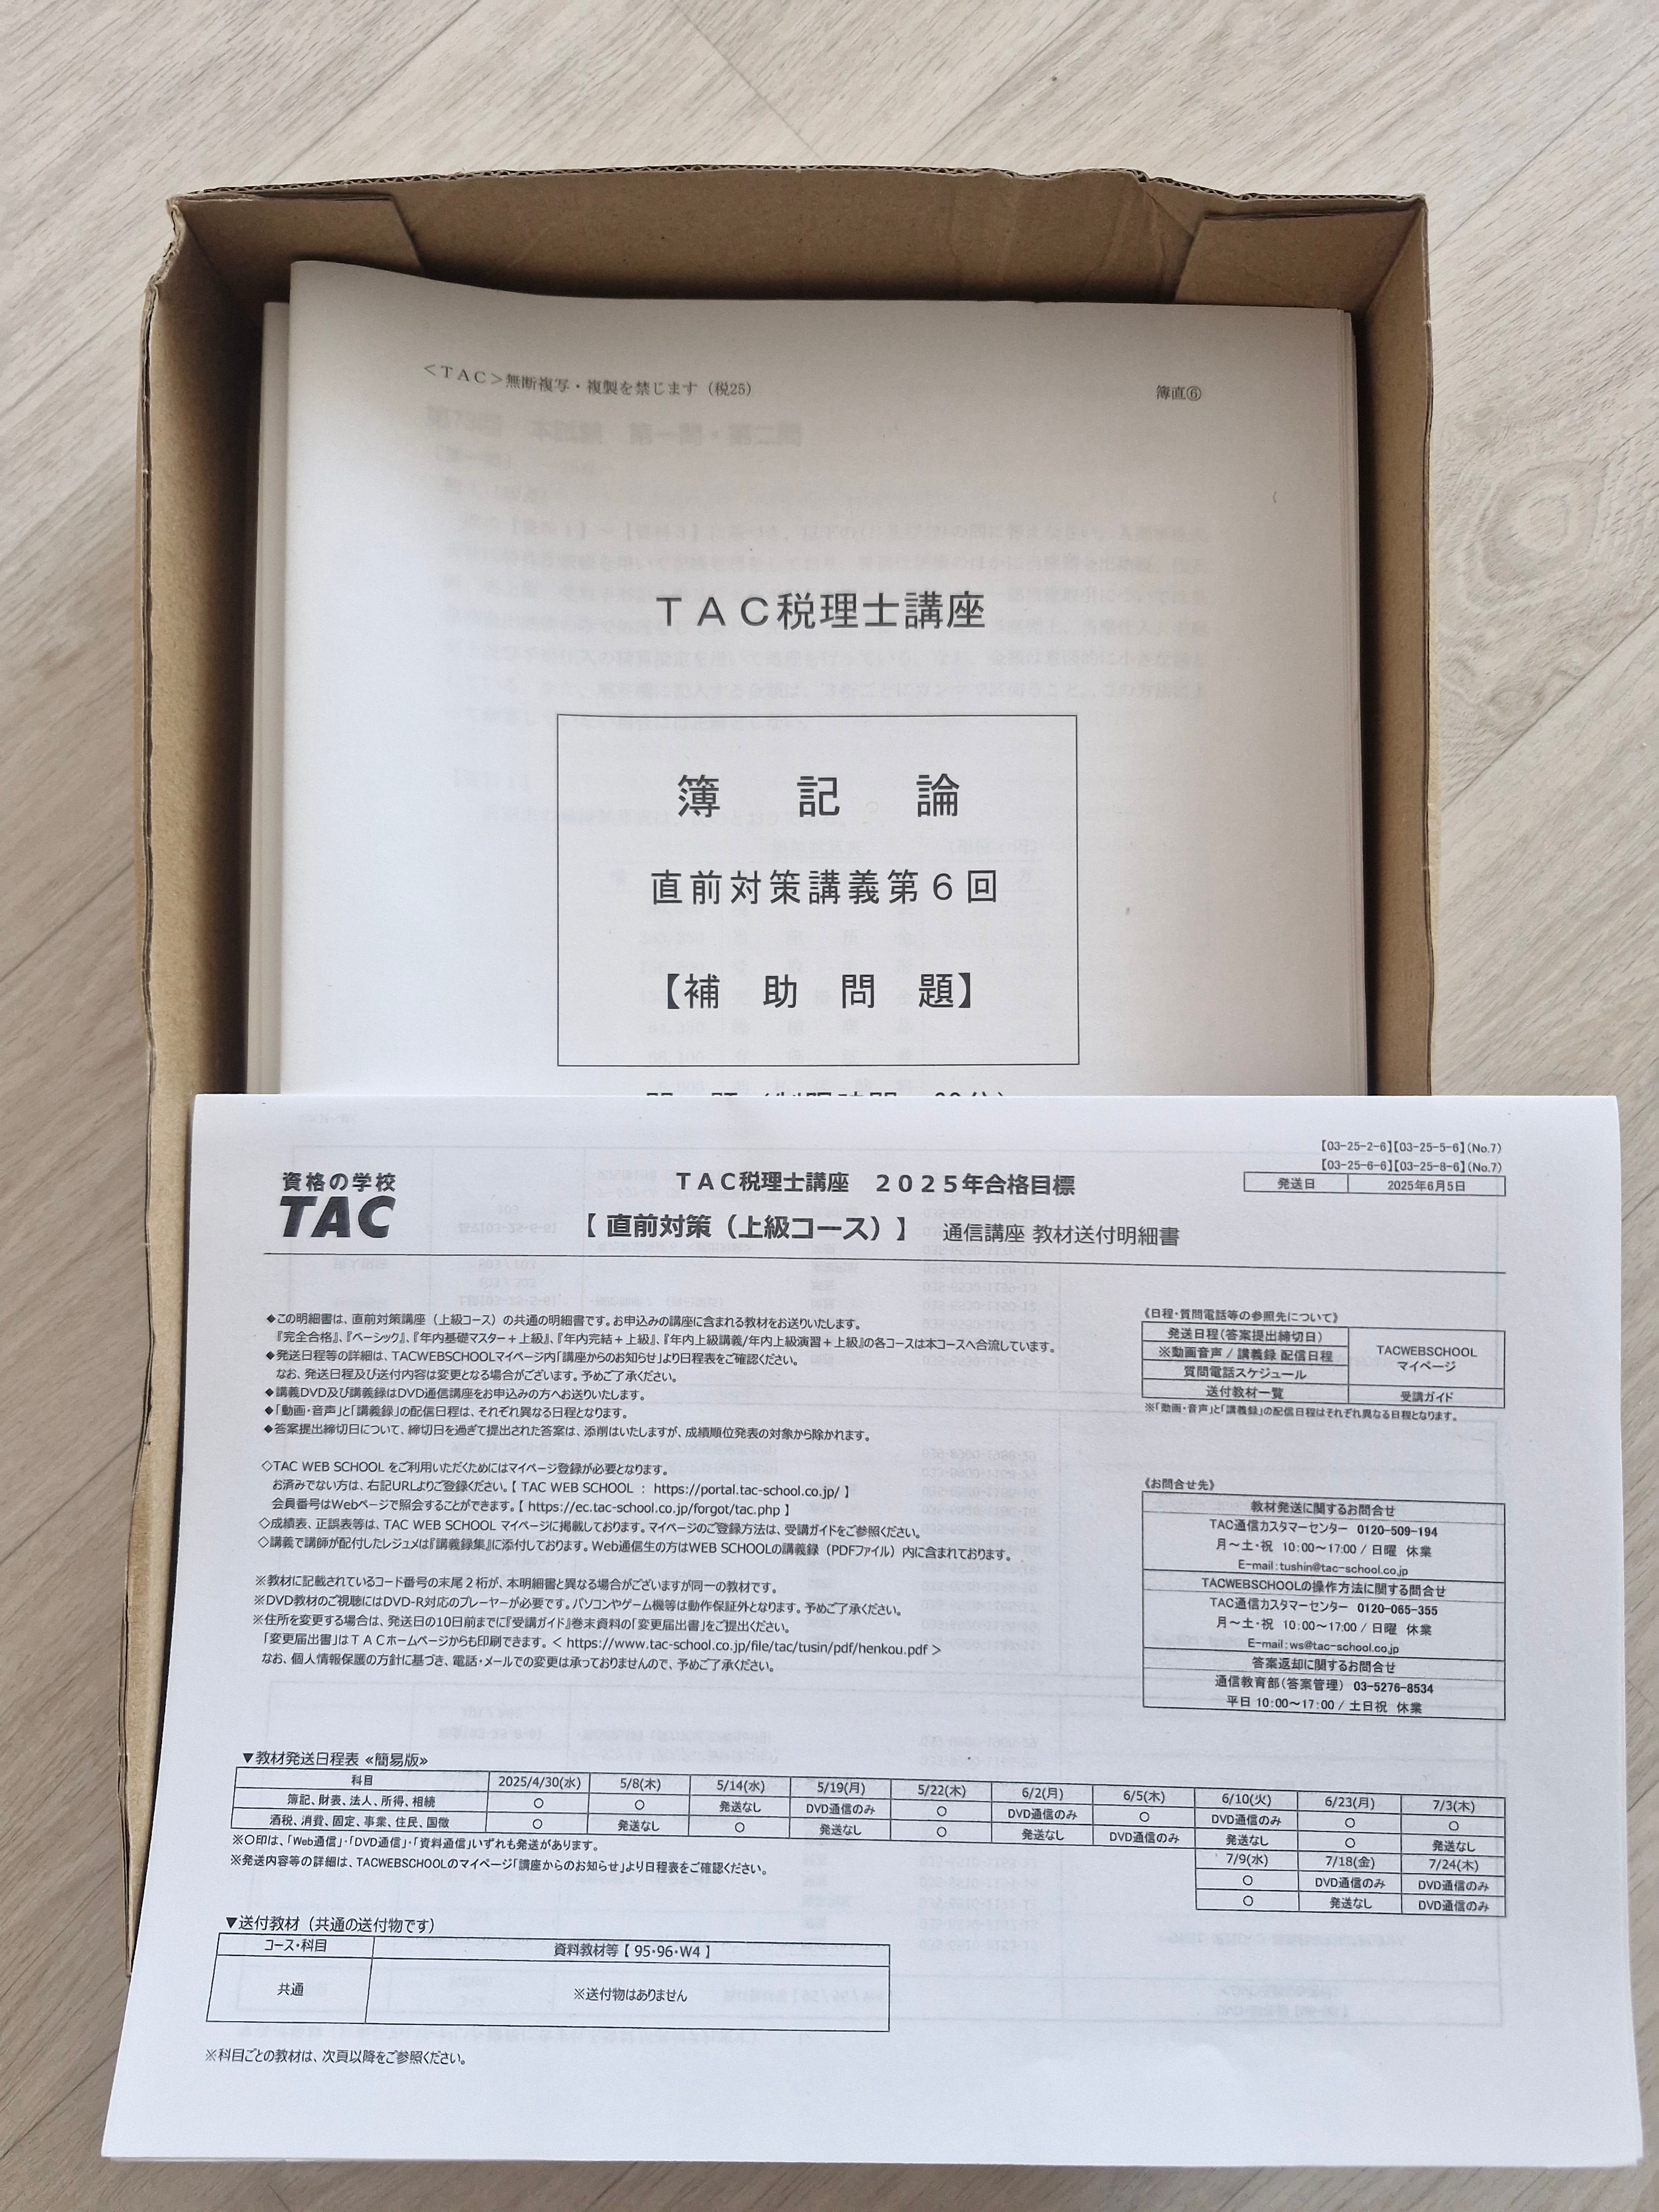 ＜ＴＡＣ＞無断複写・複製を禁じます（税25）
簿直⑥
ＴＡＣ税理士講座
簿記論
直前対策講義第６回
【補助問題】
【03-25-2-6】【03-25-5-6】（No.7）
【03-25-6-6】【03-25-8-6】（No.7）
発送日 2025年6月5日
資格の学校
TAC
ＴＡＣ税理士講座　２０２５年合格目標
【 直前対策（上級コース）】　通信講座 教材送付明細書
◆この明細書は、直前対策講座（上級コース）の共通の明細書です。お申込みの講座に含まれる教材をお送りいたします。
『完全合格』、『ベーシック』、『年内基礎マスター＋上級』、『年内完結＋上級』、『年内上級講義/年内上級演習＋上級』の各コースは本コースへ合流しています。
◆発送日程等の詳細は、TACWEBSCHOOLマイページ内「講座からのお知らせ」より日程表をご確認ください。
なお、発送日程及び送付内容は変更となる場合がございます。予めご了承ください。
◆講義DVD及び講義録はDVD通信講座をお申込みの方へお送りいたします。
◆「動画・音声」と「講義録」の配信日程は、それぞれ異なる日程となります。
◆答案提出締切日について、締切日を過ぎて提出された答案は、添削はいたしますが、成績順位発表の対象から除かれます。
◇TAC WEB SCHOOL をご利用いただくためにはマイページ登録が必要となります。
お済みでない方は、右記URLよりご登録ください。【 TAC WEB SCHOOL ： https://portal.tac-school.co.jp/ 】
会員番号はWebページで照会することができます。【 https://ec.tac-school.co.jp/forgot/tac.php 】
◇成績表、正誤表等は、TAC WEB SCHOOL マイページに掲載しております。マイページのご登録方法は、受講ガイドをご参照ください。
◇講義で講師が配付したレジュメは『講義録集』に添付しております。Web通信生の方はWEB SCHOOLの講義録（PDFファイル）内に含まれております。
※教材に記載されているコード番号の末尾２桁が、本明細書と異なる場合がございますが同一の教材です。
※DVD教材のご視聴にはDVD-R対応のプレーヤーが必要です。パソコンやゲーム機等は動作保証外となります。予めご了承ください。
※住所を変更する場合は、発送日の10日前までに『受講ガイド』巻末資料の「変更届出書」をご提出ください。
「変更届出書」はＴＡＣホームページからも印刷できます。< https://www.tac-school.co.jp/file/tac/tusin/pdf/henkou.pdf >
なお、個人情報保護の方針に基づき、電話・メールでの変更は承っておりませんので、予めご了承ください。
《日程・質問電話等の参照先について》
発送日程（答案提出締切日）
※動画音声 / 講義録 配信日程
質問電話スケジュール
TACWEBSCHOOL
マイページ
送付教材一覧 受講ガイド
※「動画・音声」と「講義録」の配信日程はそれぞれ異なる日程となります。
《お問合せ先》
教材発送に関するお問合せ
TAC通信カスタマーセンター 0120-509-194
月～土・祝 10:00～17:00 / 日曜 休業
E-mail：tushin@tac-school.co.jp
TACWEBSCHOOLの操作方法に関する問合せ
TAC通信カスタマーセンター 0120-065-355
月～土・祝 10:00～17:00 / 日曜 休業
E-mail：ws@tac-school.co.jp
答案返却に関するお問合せ
通信教育部（答案管理） 03-5276-8534
平日 10:00～17:00 / 土日祝 休業
▼教材発送日程表 ≪簡易版≫
科目 2025/4/30(水) 5/8(木) 5/14(水) 5/19(月) 5/22(木) 6/2(月) 6/5(木) 6/10(火) 6/23(月) 7/3(木)
簿記、財表、法人、所得、相続 ○ ○ 発送なし DVD通信のみ ○ DVD通信のみ ○ DVD通信のみ ○ ○
酒税、消費、固定、事業、住民、国徴 ○ 発送なし ○ 発送なし ○ 発送なし DVD通信のみ 発送なし ○ 発送なし
※○印は、「Web通信」・「DVD通信」・「資料通信」いずれも発送があります。
※発送内容等の詳細は、TACWEBSCHOOLのマイページ「講座からのお知らせ」より日程表をご確認ください。
7/9(水) 7/18(金) 7/24(木)
○ DVD通信のみ DVD通信のみ
○ 発送なし DVD通信のみ
▼送付教材（共通の送付物です）
コース・科目 資料教材等【 95・96・W4 】
共通 ※送付物はありません
※科目ごとの教材は、次頁以降をご参照ください。